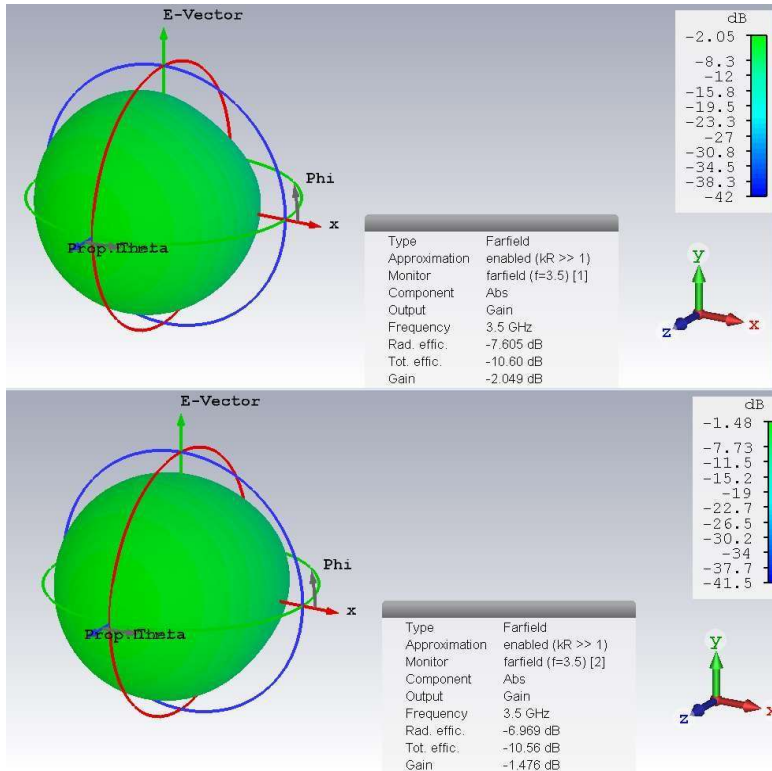 E-Vector
dB
-2.05
-8.3
-12
-15.8
-19.5
-23.3
-27
-30.8
-34.5
-38.3
-42
Phi
x
Theta
Type Farfield
Approximation enabled (kR >> 1)
Monitor farfield (f=3.5) [1]
Component Abs
Output Gain
Frequency 3.5 GHz
Rad. effic. -7.605 dB
Tot. effic. -10.60 dB
Gain -2.049 dB
y
z
x
E-Vector
dB
-1.48
-7.73
-11.5
-15.2
-19
-22.7
-26.5
-30.2
-34
-37.7
-41.5
Phi
x
Theta
Type Farfield
Approximation enabled (kR >> 1)
Monitor farfield (f=3.5) [2]
Component Abs
Output Gain
Frequency 3.5 GHz
Rad. effic. -6.969 dB
Tot. effic. -10.56 dB
Gain -1.476 dB
y
z
x